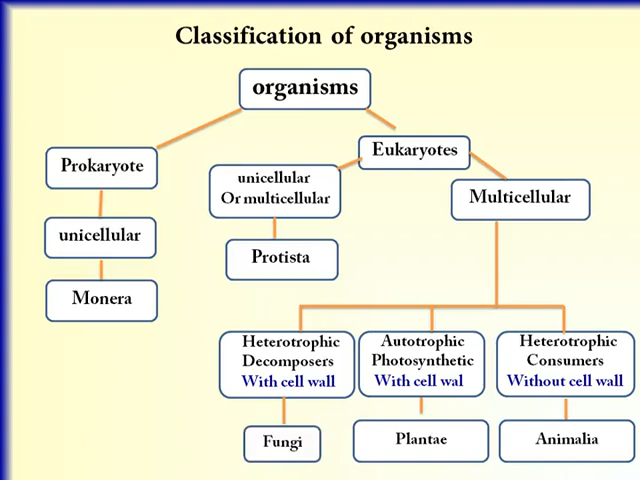 Classification of organisms
organisms
Prokaryote
Eukaryotes
unicellular
Or multicellular
Multicellular
unicellular
Protista
Monera
Heterotrophic
Decomposers
With cell wall
Autotrophic
Photosynthetic
With cell wal
Heterotrophic
Consumers
Without cell wall
Fungi
Plantae
Animalia